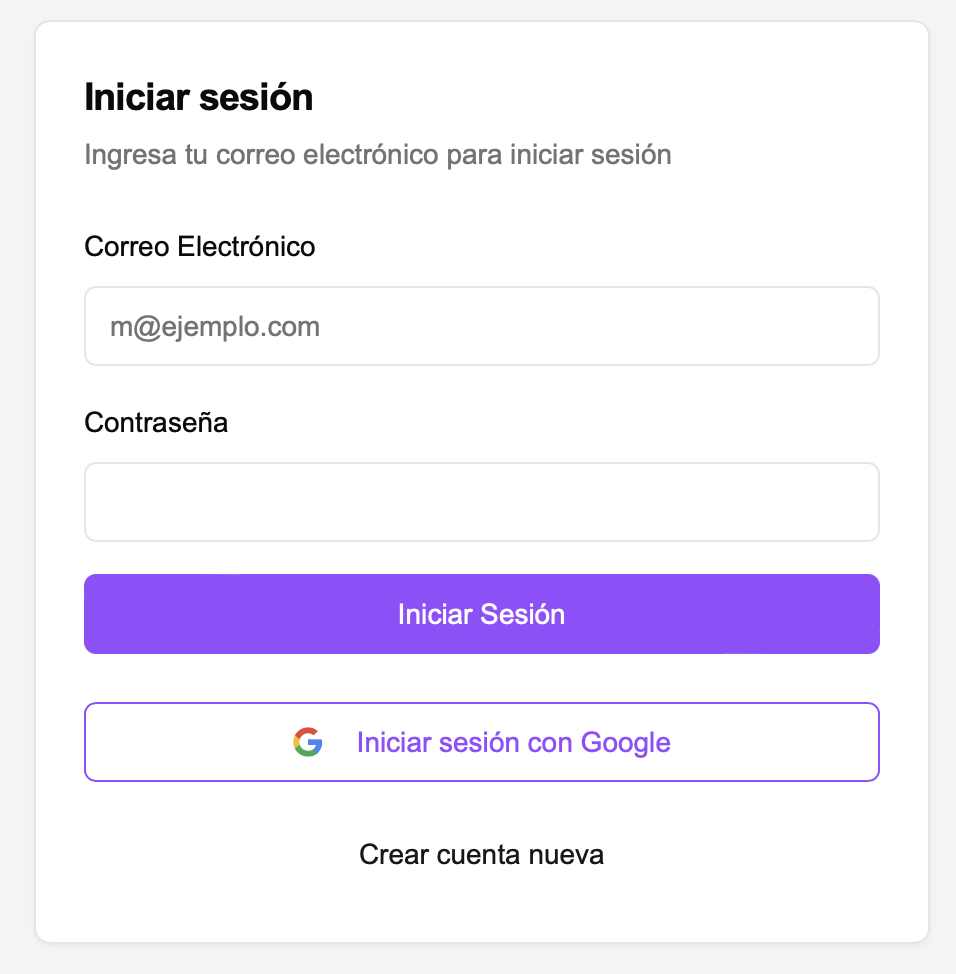 Iniciar sesión
Ingresa tu correo electrónico para iniciar sesión
Correo Electrónico
m@ejemplo.com
Contraseña
Iniciar Sesión
Iniciar sesión con Google
Crear cuenta nueva